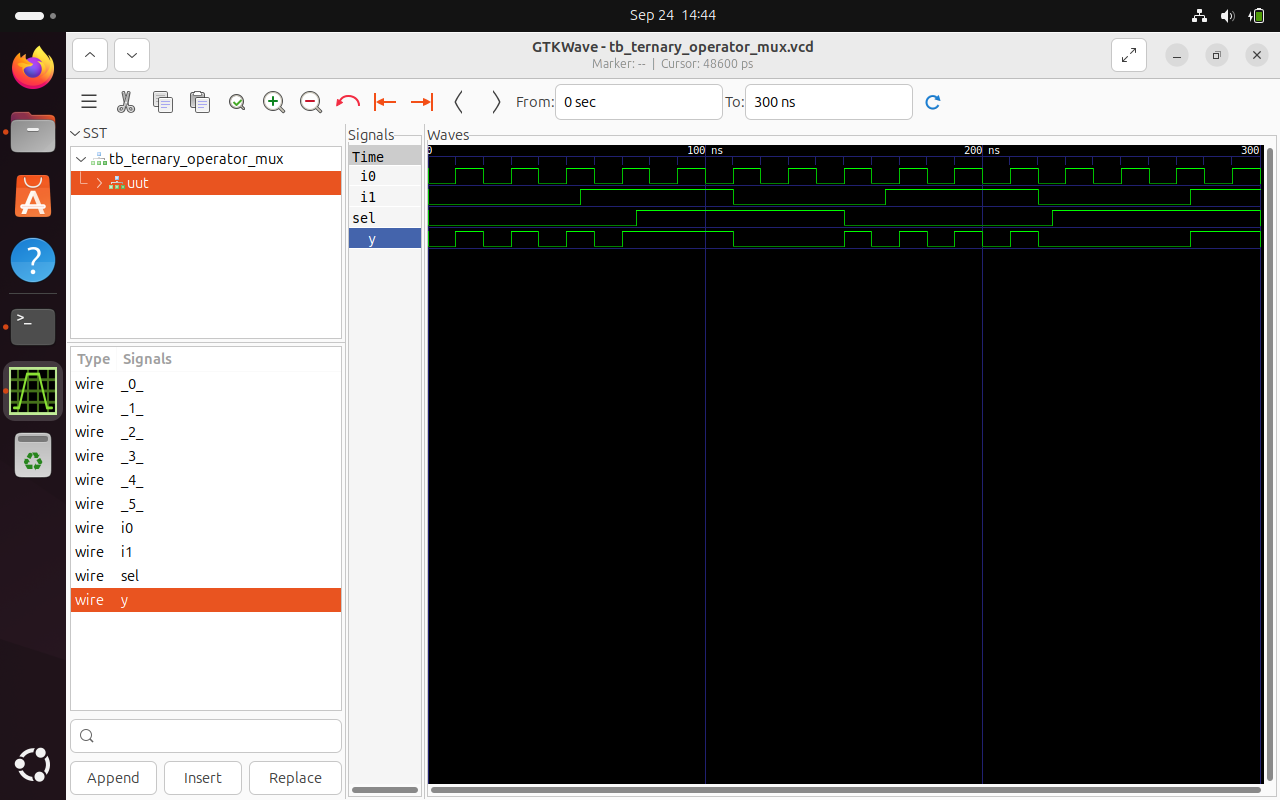 Sep 24 14:44
GTKWave - tb_ternary_operator_mux.vcd
Marker: -- | Cursor: 48600 ps
From: 0 sec To: 300 ns
SST
tb_ternary_operator_mux
uut
Type Signals
wire _0_
wire _1_
wire _2_
wire _3_
wire _4_
wire _5_
wire i0
wire i1
wire sel
wire y
Append Insert Replace
Signals
Time
i0
i1
sel
y
Waves
0 100 ns 200 ns 300